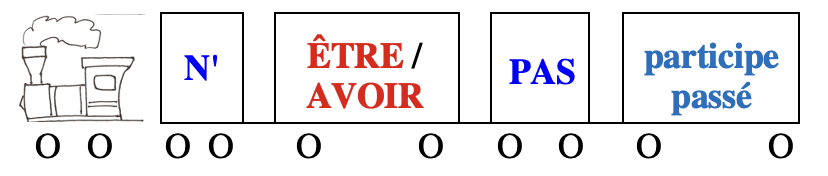 N'
ÊTRE /
AVOIR
PAS
participe
passé
O O O O O O O O O O